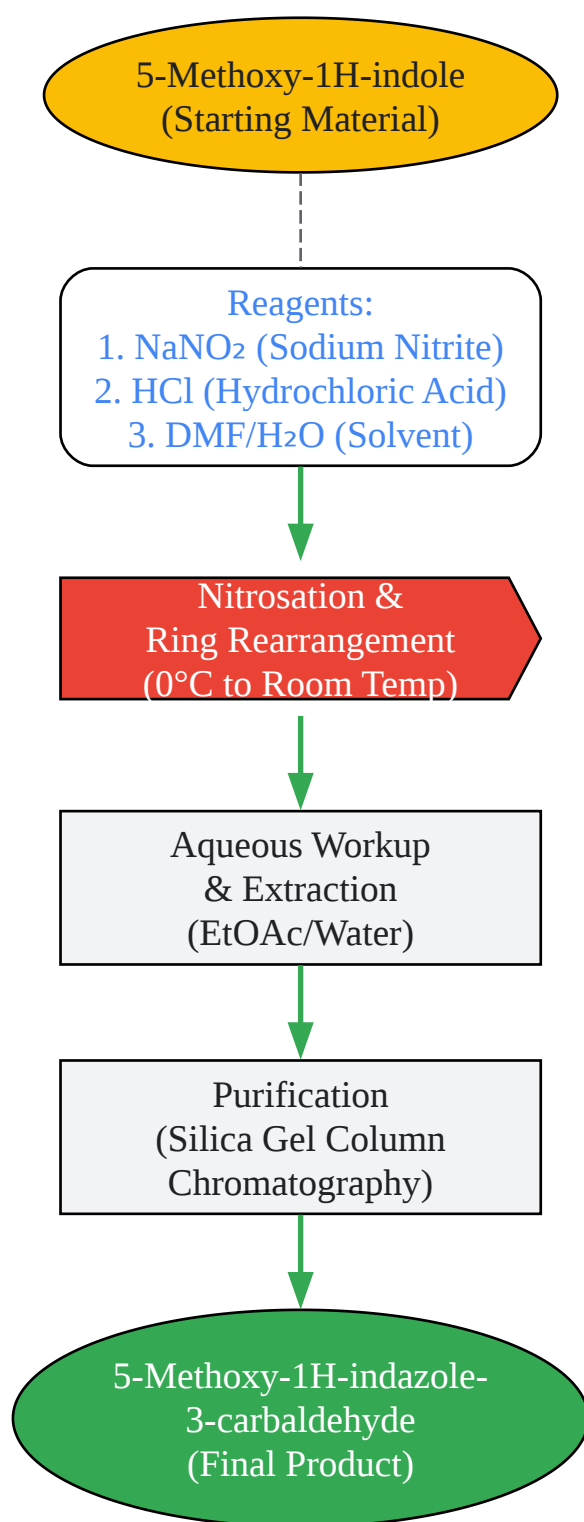 5-Methoxy-1H-indole
(Starting Material)
Reagents:
1. NaNO₂ (Sodium Nitrite)
2. HCl (Hydrochloric Acid)
3. DMF/H₂O (Solvent)
Nitrosation &
Ring Rearrangement
(0°C to Room Temp)
Aqueous Workup
& Extraction
(EtOAc/Water)
Purification
(Silica Gel Column
Chromatography)
5-Methoxy-1H-indazole-
3-carbaldehyde
(Final Product)